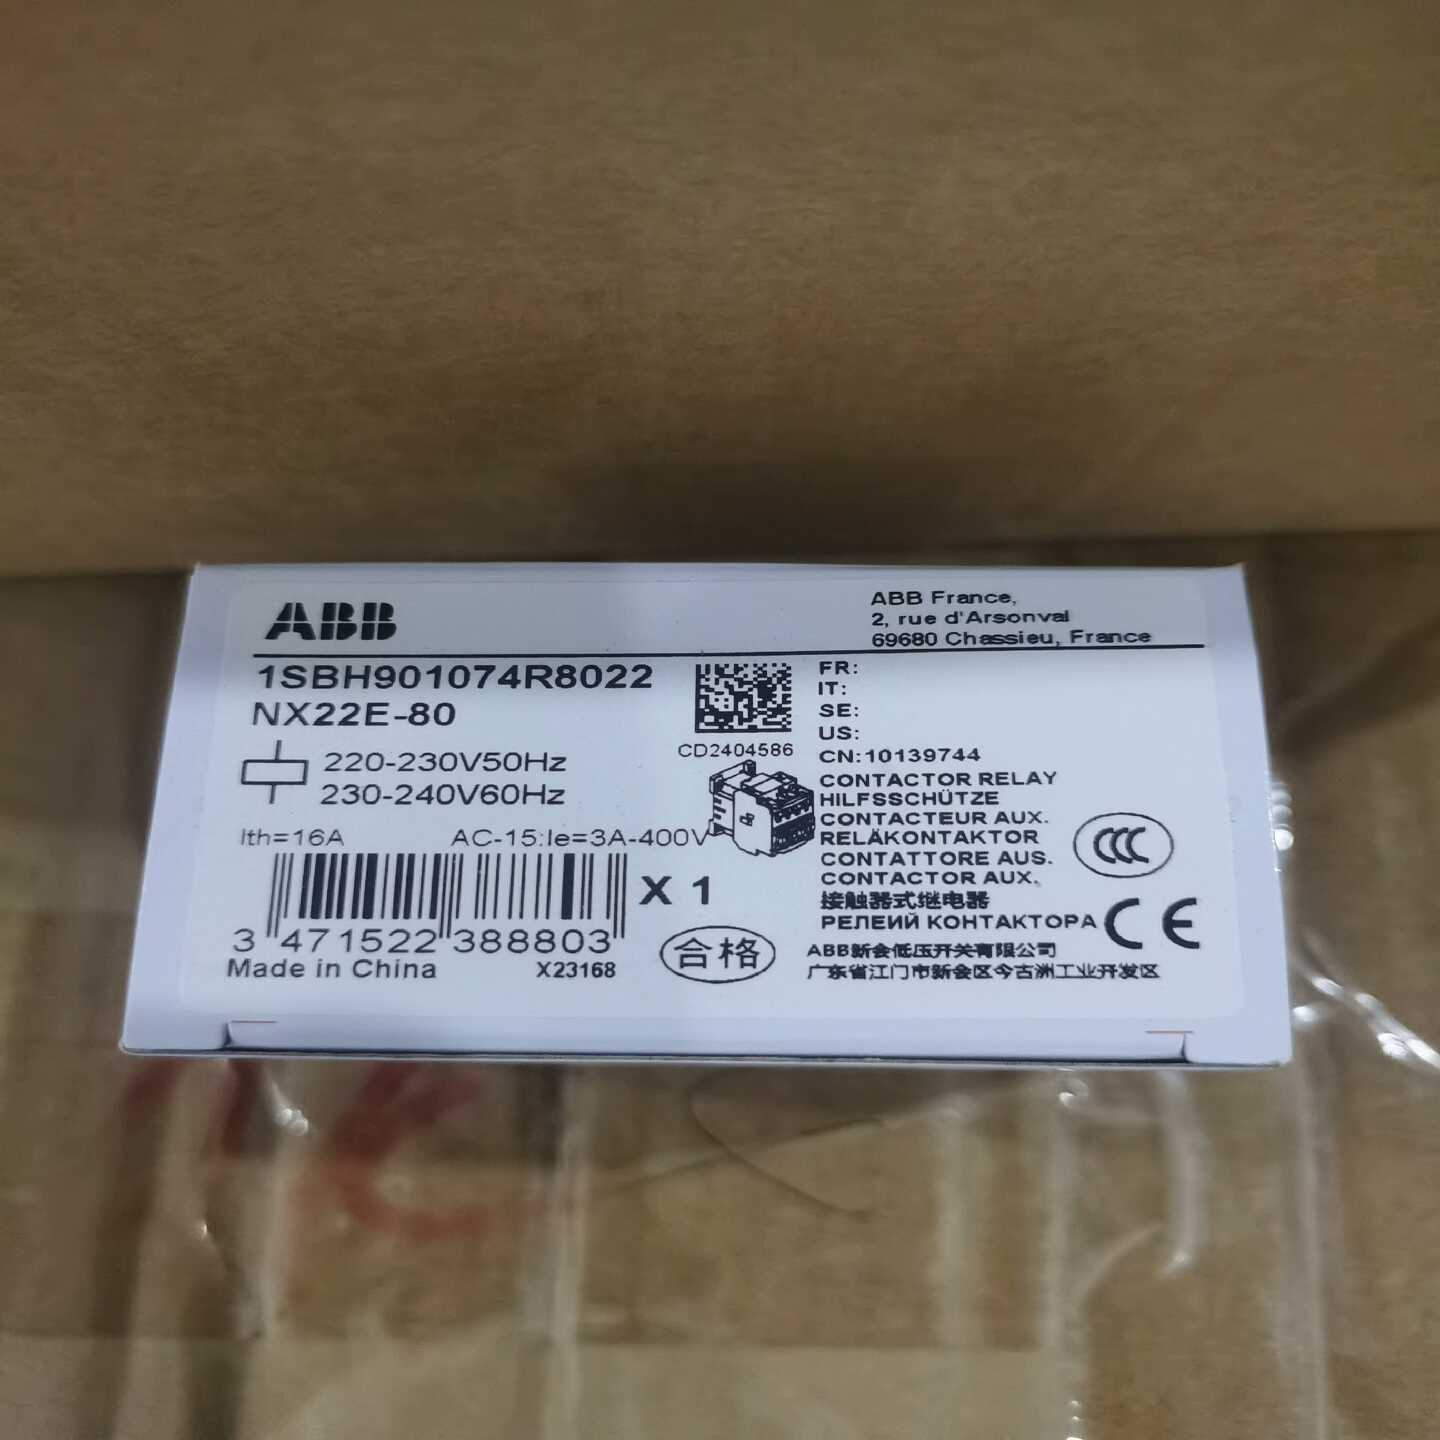 ABB
ABB France,
2, rue d'Arsonval
69680 Chassieu, France
1SBH901074R8022
NX22E-80
220-230V50Hz
230-240V60Hz
Ith=16A AC-15:Ie=3A-400V
X 1
3 471522 388803
Made in China X23168
CD2404586
合格
FR:
IT:
SE:
US:
CN:10139744
CONTACTOR RELAY
HILFSSCHÜTZE
CONTACTEUR AUX.
RELÄKONTAKTOR
CONTATTORE AUS.
CONTACTOR AUX.
接触器式继电器
РЕЛЕИЙ КОНТАКТОРА
CCC
CE
ABB新会低压开关有限公司
广东省江门市新会区今古洲工业开发区